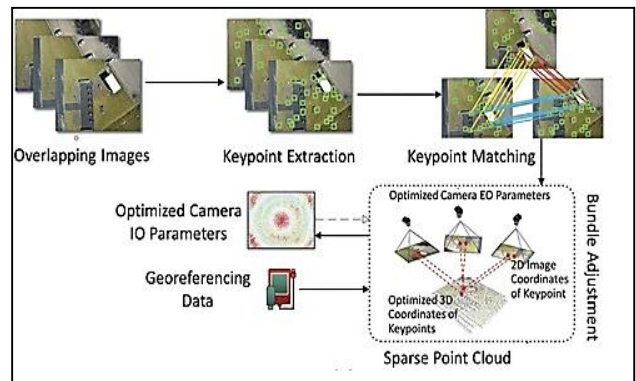 Overlapping Images
Keypoint Extraction
Keypoint Matching
Optimized Camera EO Parameters
Optimized Camera
IO Parameters
Georeferencing
Data
2D Image
Coordinates
of Keypoint
Optimized 3D
Coordinates of
Keypoints
Bundle Adjustment
Sparse Point Cloud